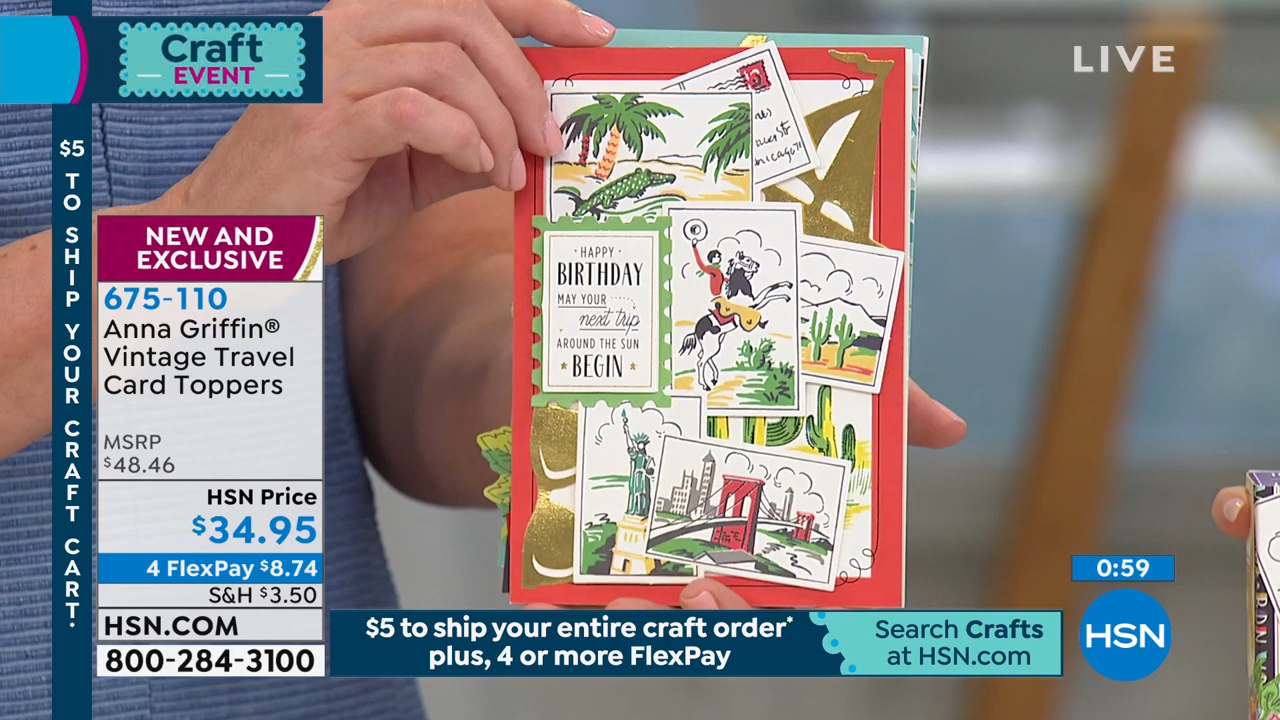 Craft
EVENT
LIVE
$5 TO SHIP YOUR CRAFT CART.*
NEW AND
EXCLUSIVE
675-110
Anna Griffin®
Vintage Travel
Card Toppers
MSRP
$48.46
HSN Price
$34.95
4 FlexPay $8.74
S&H $3.50
HSN.COM
800-284-3100
HAPPY
BIRTHDAY
MAY YOUR
next trip
AROUND THE SUN
BEGIN
$5 to ship your entire craft order*
plus, 4 or more FlexPay
Search Crafts
at HSN.com
0:59
HSN